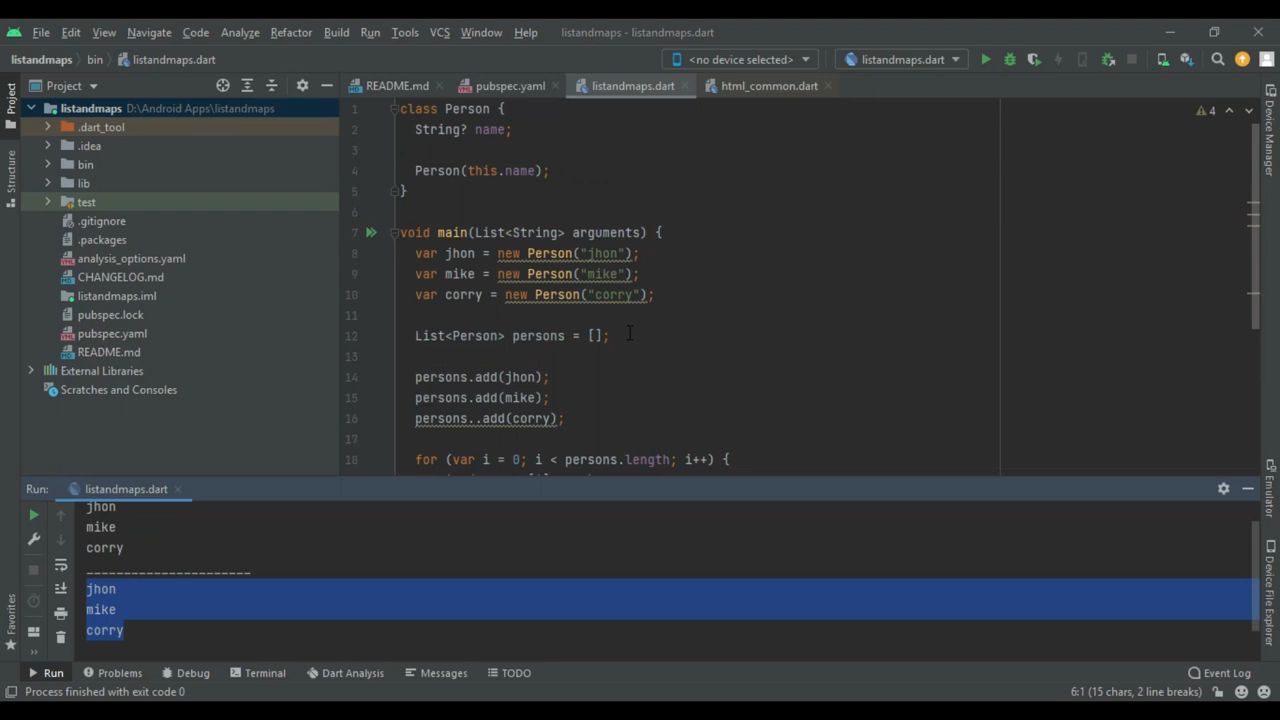 File Edit View Navigate Code Analyze Refactor Build Run Tools VCS Window Help listandmaps - listandmaps.dart
listandmaps bin listandmaps.dart <no device selected> listandmaps.dart
Project README.md pubspec.yaml listandmaps.dart html_common.dart
Project
Structure
Favorites
listandmaps D:\Android Apps\listandmaps
.dart_tool
.idea
bin
lib
test
.gitignore
.packages
analysis_options.yaml
CHANGELOG.md
listandmaps.iml
pubspec.lock
pubspec.yaml
README.md
External Libraries
Scratches and Consoles
1 class Person {
2 String? name;
3
4 Person(this.name);
5 }
6
7 void main(List<String> arguments) {
8 var jhon = new Person("jhon");
9 var mike = new Person("mike");
10 var corry = new Person("corry");
11
12 List<Person> persons = [];
13
14 persons.add(jhon);
15 persons.add(mike);
16 persons..add(corry);
17
18 for (var i = 0; i < persons.length; i++) {
4
Device Manager
Emulator
Device File Explorer
Run: listandmaps.dart
jhon
mike
corry
----------------------
jhon
mike
corry
Run Problems Debug Terminal Dart Analysis Messages TODO Event Log
Process finished with exit code 0 6:1 (15 chars, 2 line breaks)